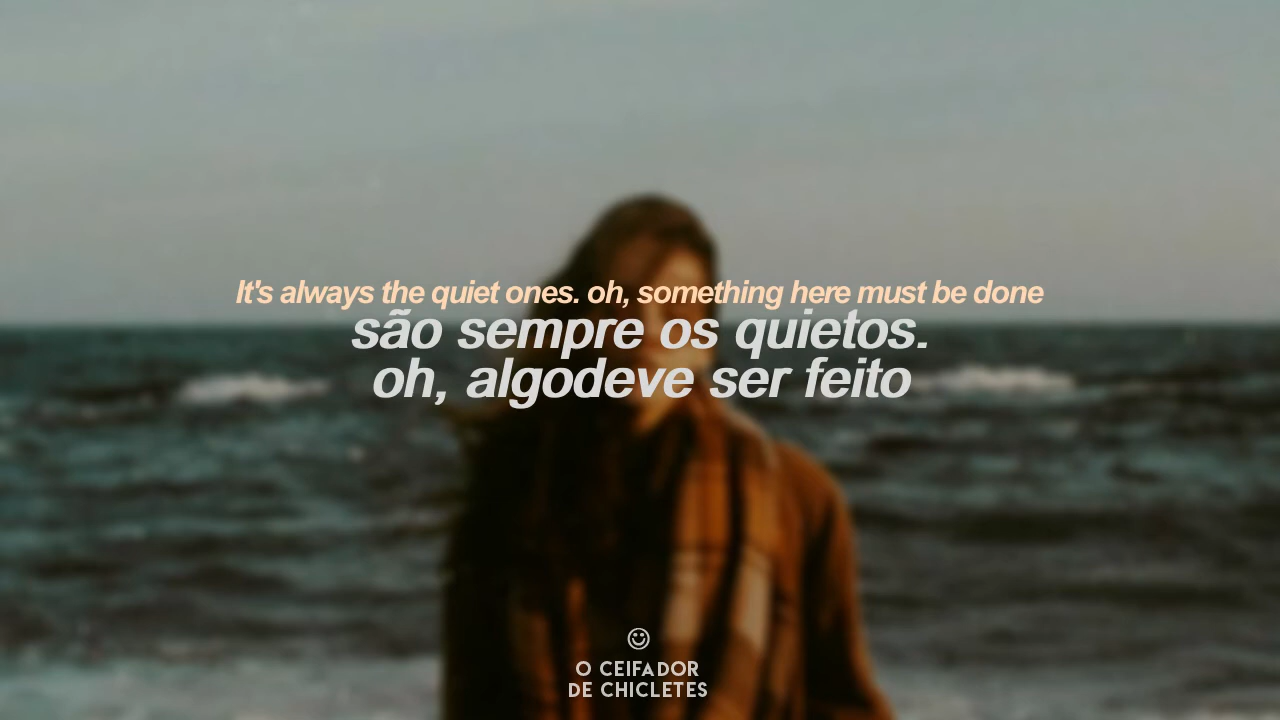 It's always the quiet ones. oh, something here must be done
são sempre os quietos.
oh, algodeve ser feito
O CEIFADOR
DE CHICLETES